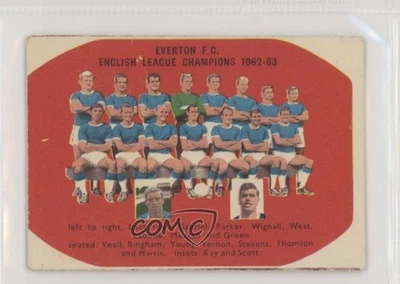 EVERTON F.C.
ENGLISH LEAGUE CHAMPIONS 1962-63
left to right, Parker, Wignall, West,
and Green
seated: Veall, Bingham, Young, Vernon, Stevens, Thomson
and Harris. Insets: Kay and Scott.
COMC